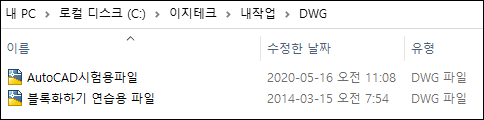 내 PC > 로컬 디스크 (C:) > 이지테크 > 내작업 > DWG
이름 수정한 날짜 유형
AutoCAD시험용파일 2020-05-16 오전 11:08 DWG 파일
블록화하기 연습용 파일 2014-03-15 오전 7:54 DWG 파일